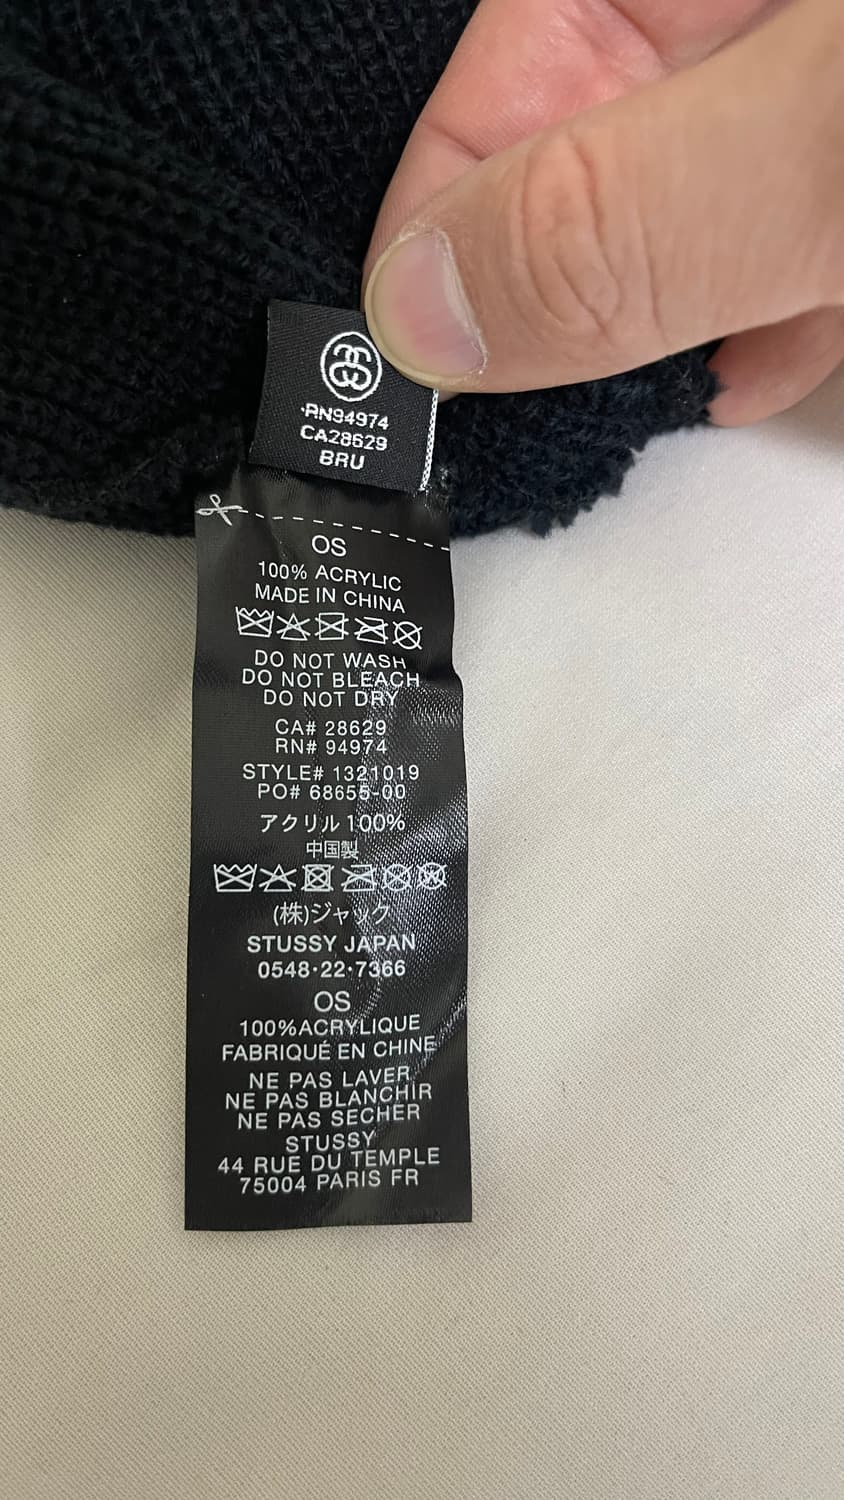 RN94974
CA28629
BRU
OS
100% ACRYLIC
MADE IN CHINA
DO NOT WASH
DO NOT BLEACH
DO NOT DRY
CA# 28629
RN# 94974
STYLE# 1321019
PO# 68655-00
アクリル100%
中国製
(株)ジャック
STUSSY JAPAN
0548·22·7366
OS
100%ACRYLIQUE
FABRIQUÉ EN CHINE
NE PAS LAVER
NE PAS BLANCHIR
NE PAS SECHER
STUSSY
44 RUE DU TEMPLE
75004 PARIS FR